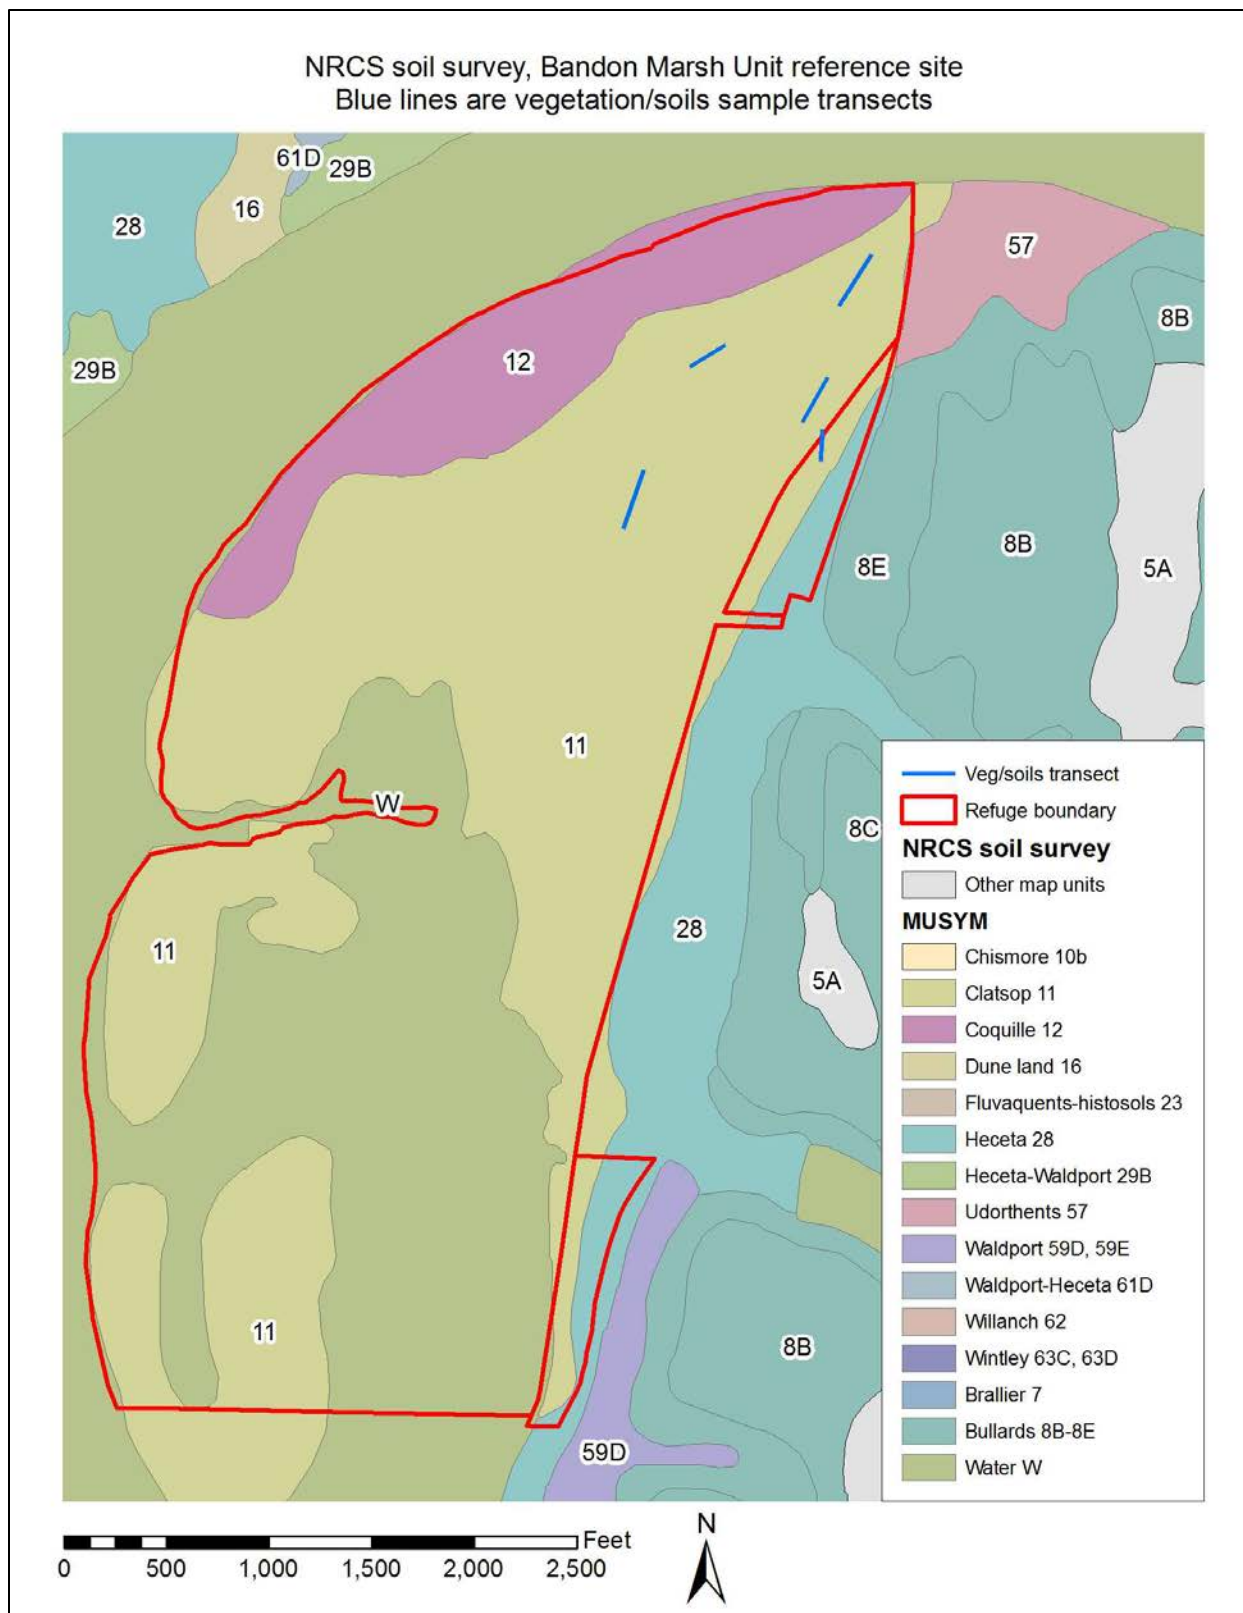 NRCS soil survey, Bandon Marsh Unit reference site
Blue lines are vegetation/soils sample transects
61D
29B
16
28
57
8B
29B
12
8B
8E
5A
11
W
8C
28
11
5A
11
8B
59D
Veg/soils transect
Refuge boundary
NRCS soil survey
Other map units
MUSYM
Chismore 10b
Clatsop 11
Coquille 12
Dune land 16
Fluvaquents-histosols 23
Heceta 28
Heceta-Waldport 29B
Udorthents 57
Waldport 59D, 59E
Waldport-Heceta 61D
Willanch 62
Wintley 63C, 63D
Brallier 7
Bullards 8B-8E
Water W
N
Feet
0 500 1,000 1,500 2,000 2,500